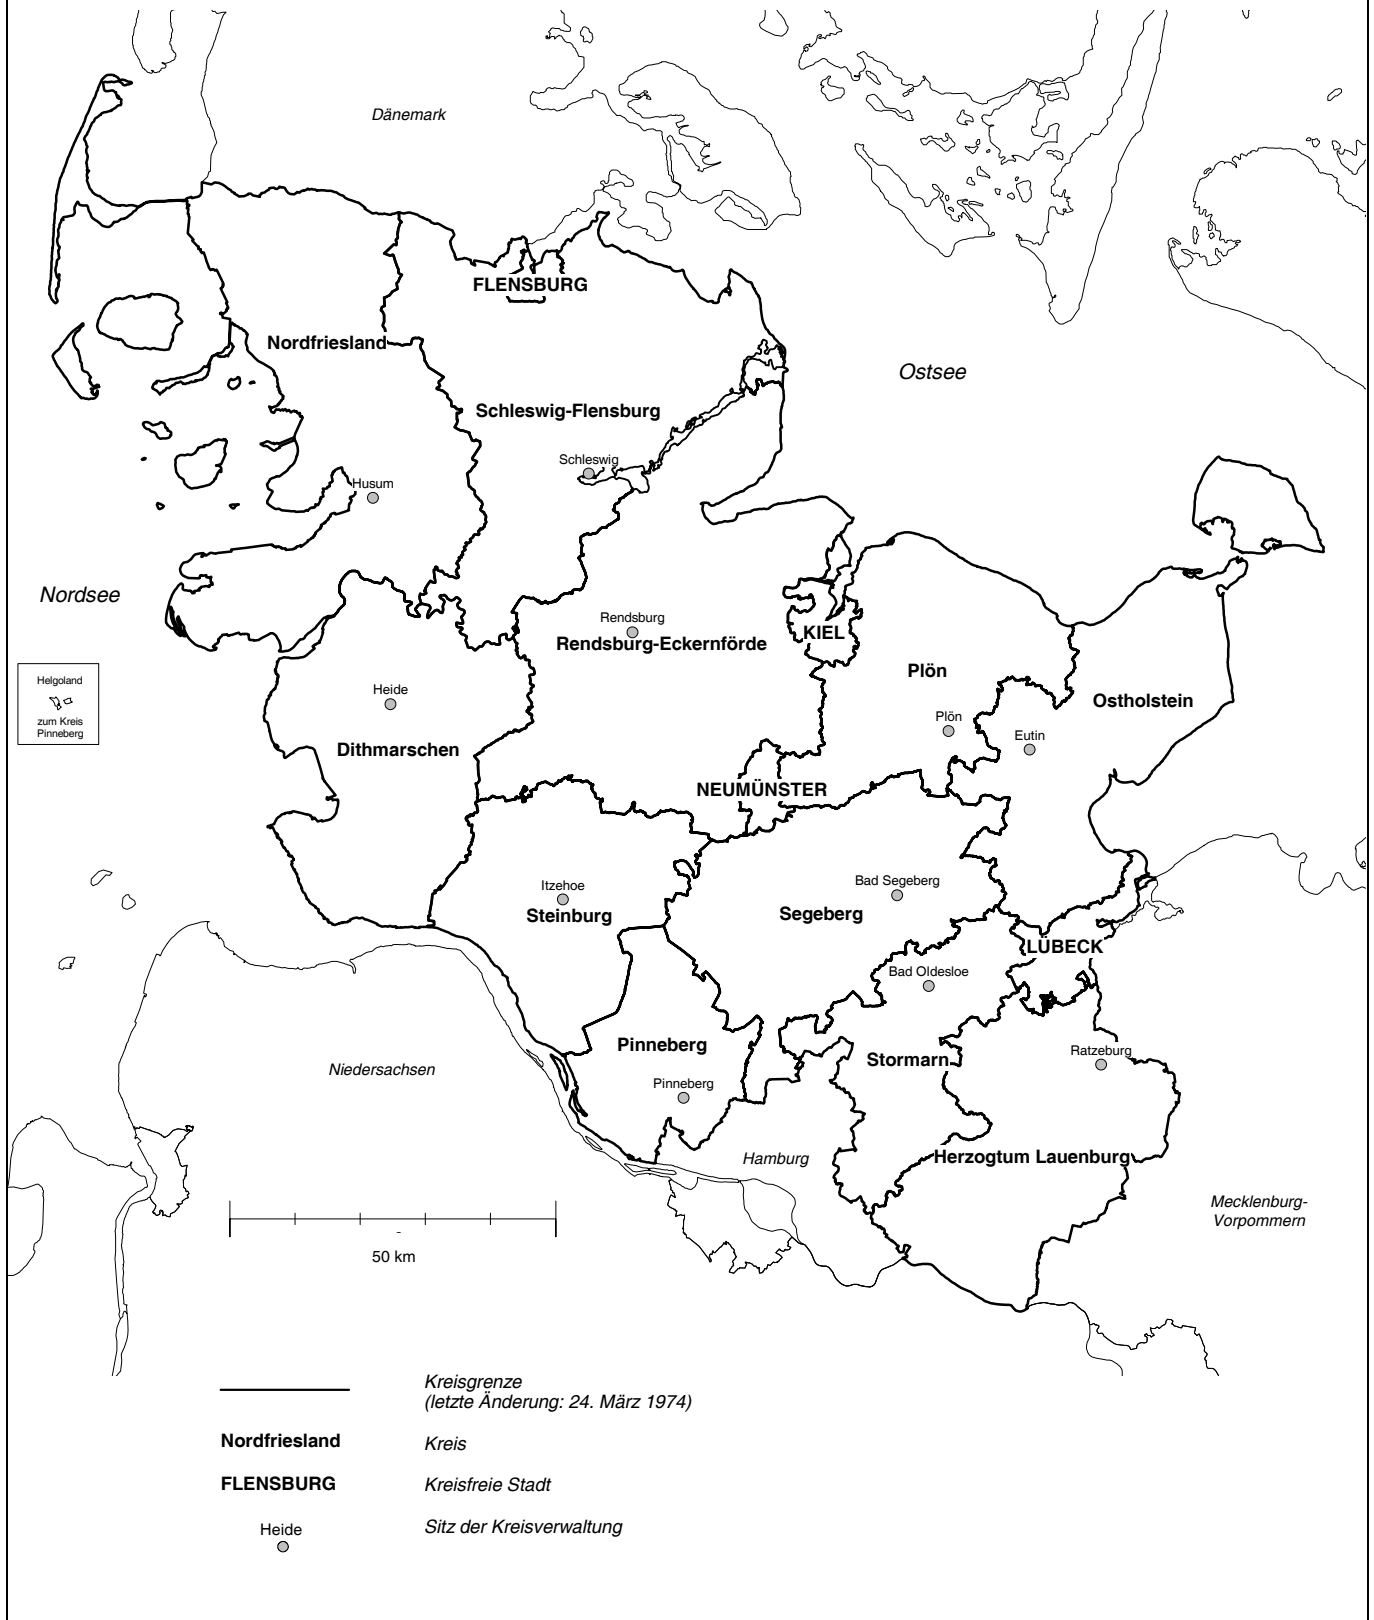 Dänemark
FLENSBURG
Nordfriesland
Ostsee
Schleswig-Flensburg
Schleswig
Husum
Nordsee
Rendsburg
Rendsburg-Eckernförde
KIEL
Plön
Helgoland
zum Kreis
Pinneberg
Heide
Ostholstein
Plön
Eutin
Dithmarschen
NEUMÜNSTER
Itzehoe
Steinburg
Bad Segeberg
Segeberg
LÜBECK
Bad Oldesloe
Pinneberg
Stormarn
Ratzeburg
Niedersachsen
Pinneberg
Hamburg
Herzogtum Lauenburg
Mecklenburg-
Vorpommern
50 km
Kreisgrenze
(letzte Änderung: 24. März 1974)
Nordfriesland Kreis
FLENSBURG Kreisfreie Stadt
Heide Sitz der Kreisverwaltung